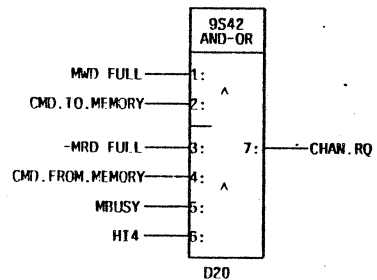 9S42
AND-OR
MWD FULL 1:
^
CMD.TO.MEMORY 2:
-MRD FULL 3: 7: CHAN.RQ
CMD.FROM.MEMORY 4:
^
MBUSY 5:
HI4 6:
D20